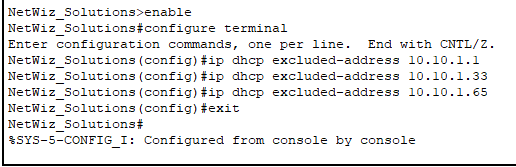 NetWiz_Solutions>enable
NetWiz_Solutions#configure terminal
Enter configuration commands, one per line.  End with CNTL/Z.
NetWiz_Solutions(config)#ip dhcp excluded-address 10.10.1.1
NetWiz_Solutions(config)#ip dhcp excluded-address 10.10.1.33
NetWiz_Solutions(config)#ip dhcp excluded-address 10.10.1.65
NetWiz_Solutions(config)#exit
NetWiz_Solutions#
%SYS-5-CONFIG_I: Configured from console by console